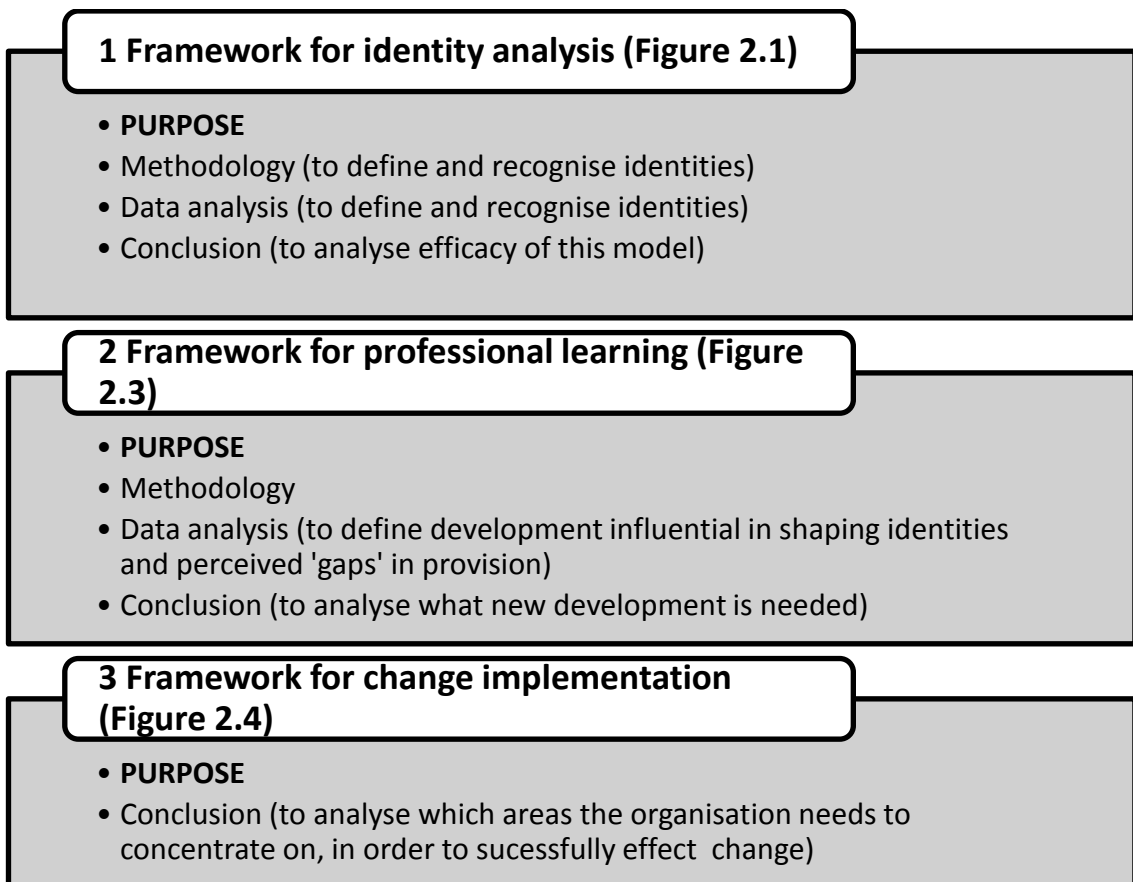 1 Framework for identity analysis (Figure 2.1)
• PURPOSE
• Methodology (to define and recognise identities)
• Data analysis (to define and recognise identities)
• Conclusion (to analyse efficacy of this model)
2 Framework for professional learning (Figure
2.3)
• PURPOSE
• Methodology
• Data analysis (to define development influential in shaping identities
and perceived 'gaps' in provision)
• Conclusion (to analyse what new development is needed)
3 Framework for change implementation
(Figure 2.4)
• PURPOSE
• Conclusion (to analyse which areas the organisation needs to
concentrate on, in order to sucessfully effect change)